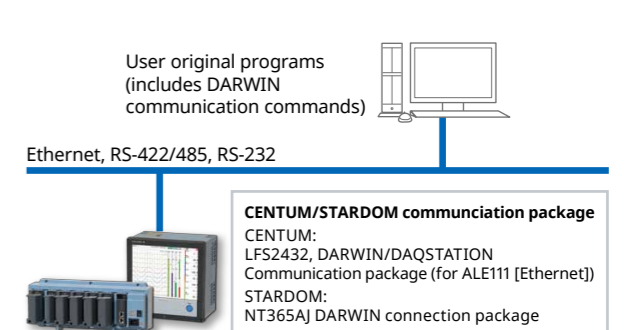 User original programs
(includes DARWIN
communication commands)
Ethernet, RS-422/485, RS-232
CENTUM/STARDOM communciation package
CENTUM:
LFS2432, DARWIN/DAQSTATION
Communication package (for ALE111 [Ethernet])
STARDOM:
NT365AJ DARWIN connection package